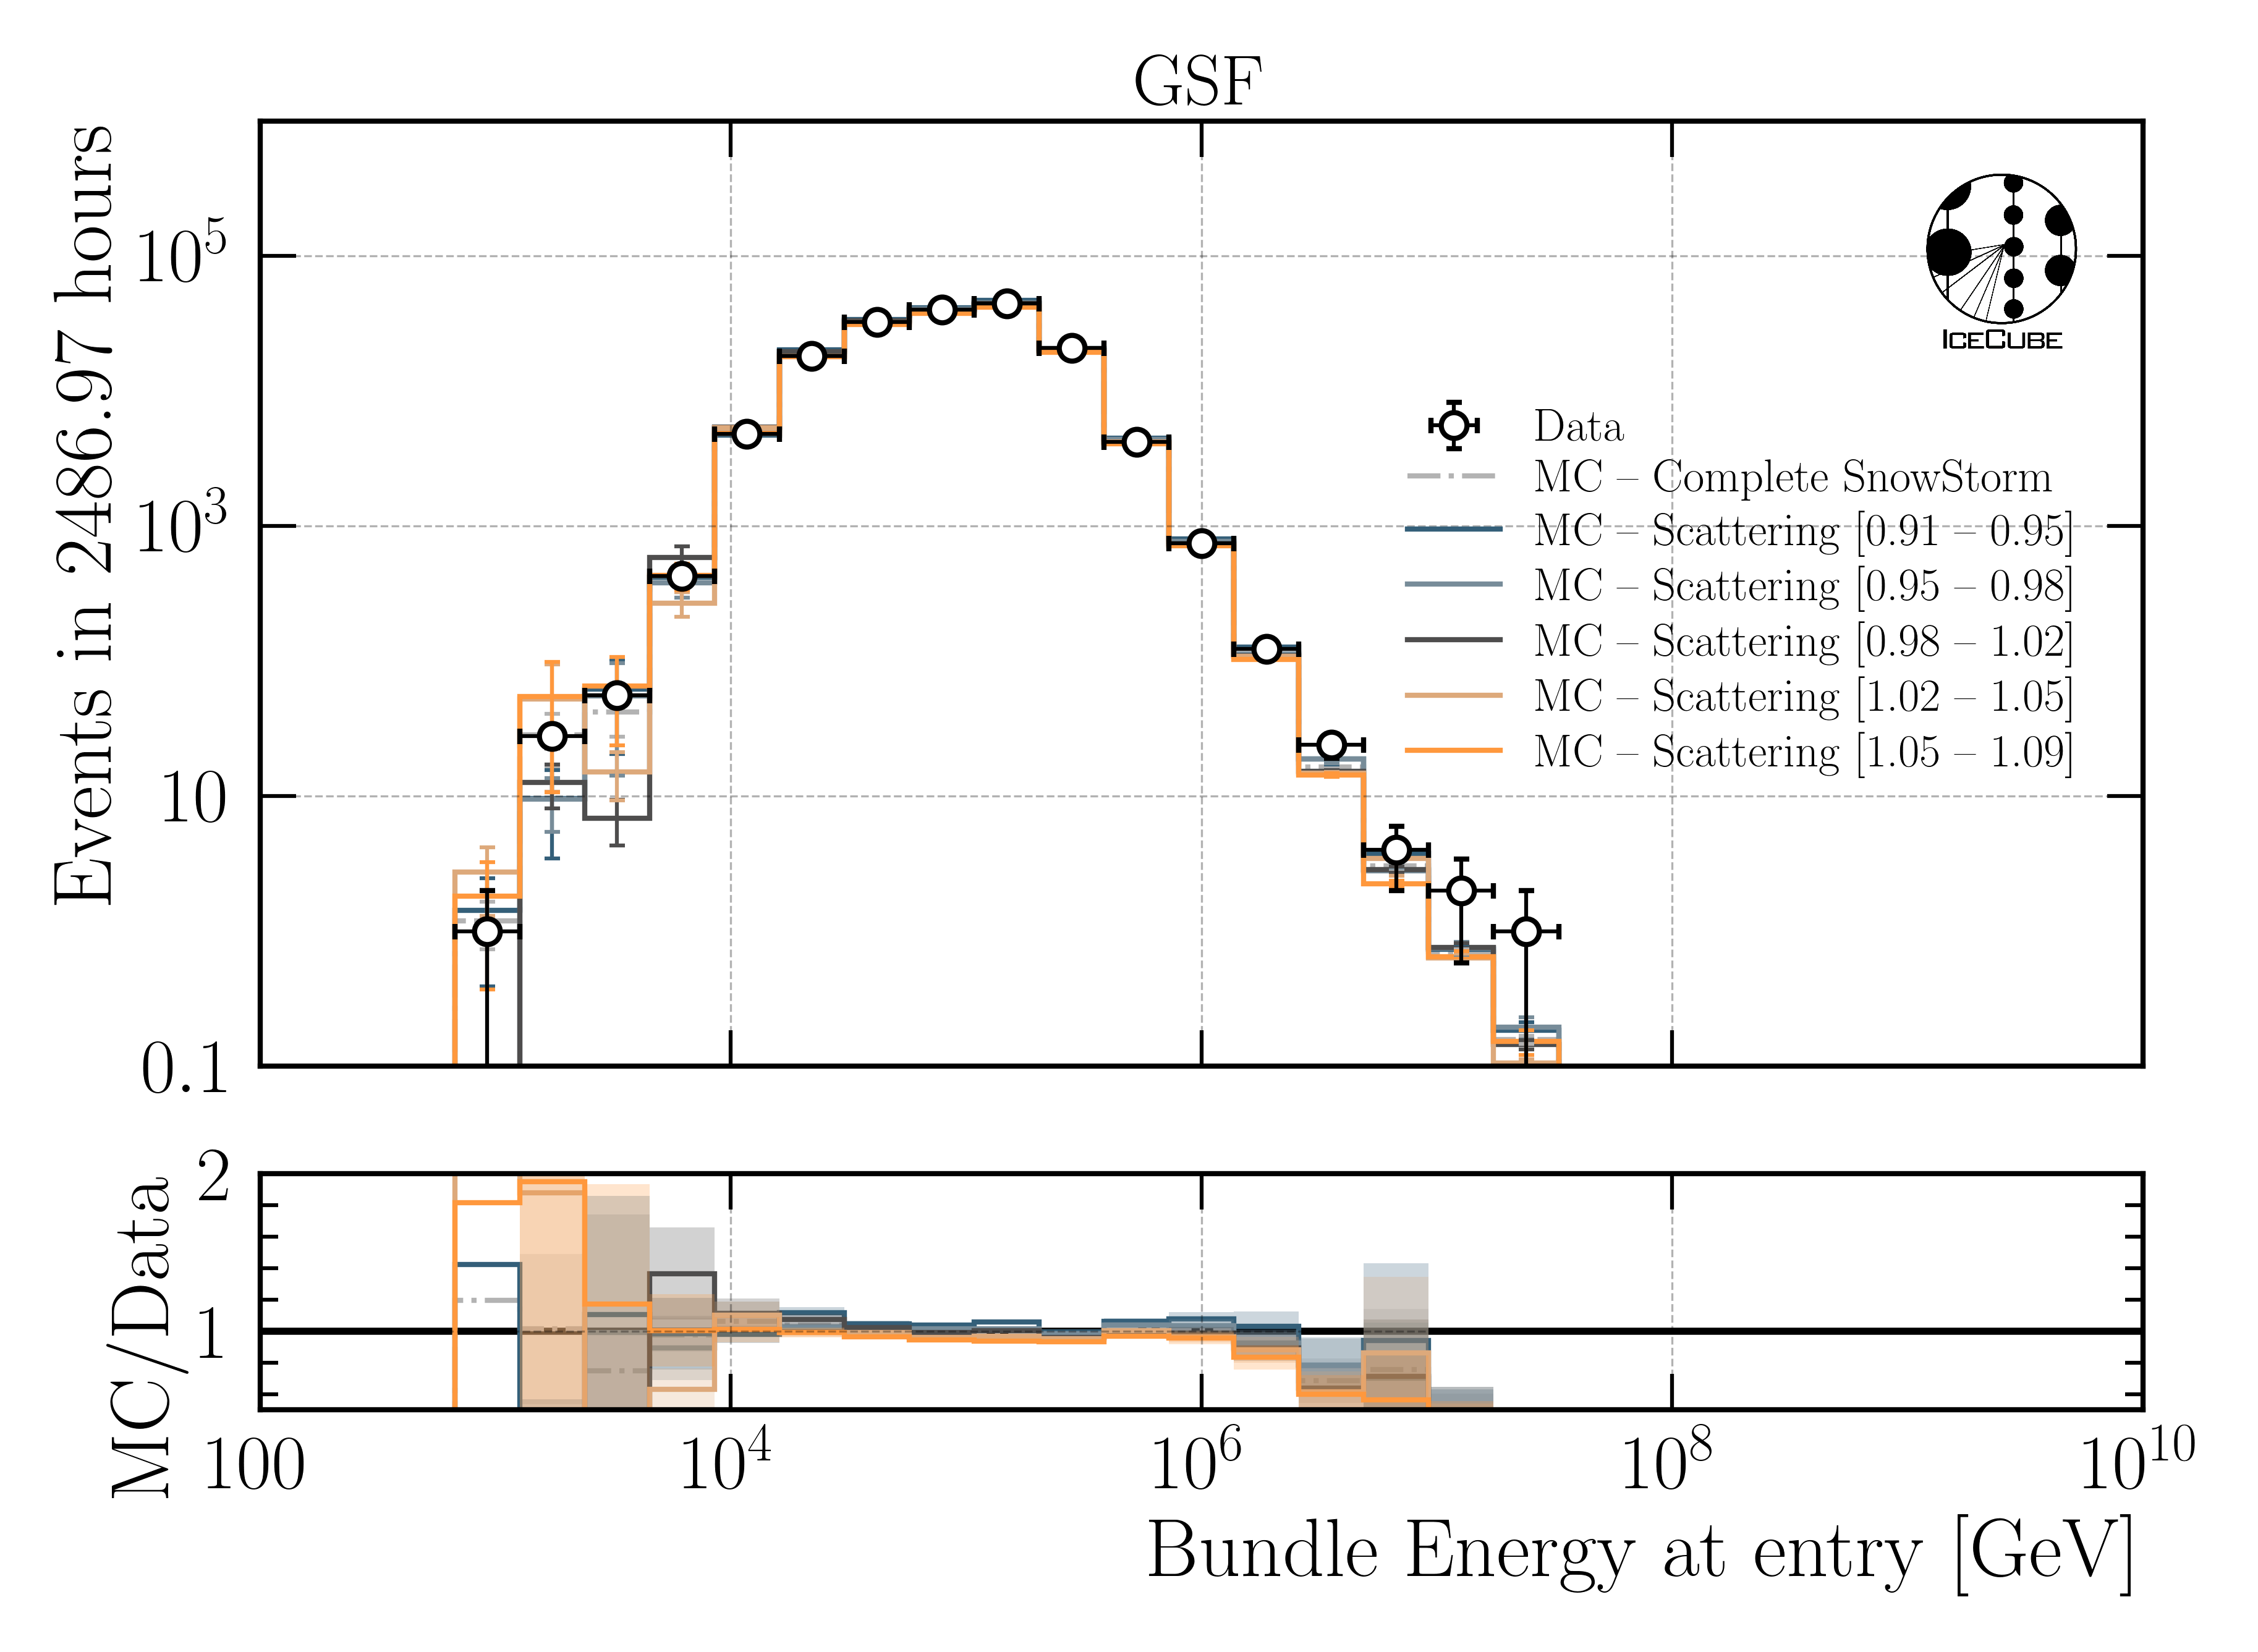 GSF
Events in 2486.97 hours
10^5
10^3
10
0.1
ICECUBE
Data
MC – Complete SnowStorm
MC – Scattering [0.91 – 0.95]
MC – Scattering [0.95 – 0.98]
MC – Scattering [0.98 – 1.02]
MC – Scattering [1.02 – 1.05]
MC – Scattering [1.05 – 1.09]
MC/Data
2
1
100
10^4
10^6
10^8
10^10
Bundle Energy at entry [GeV]